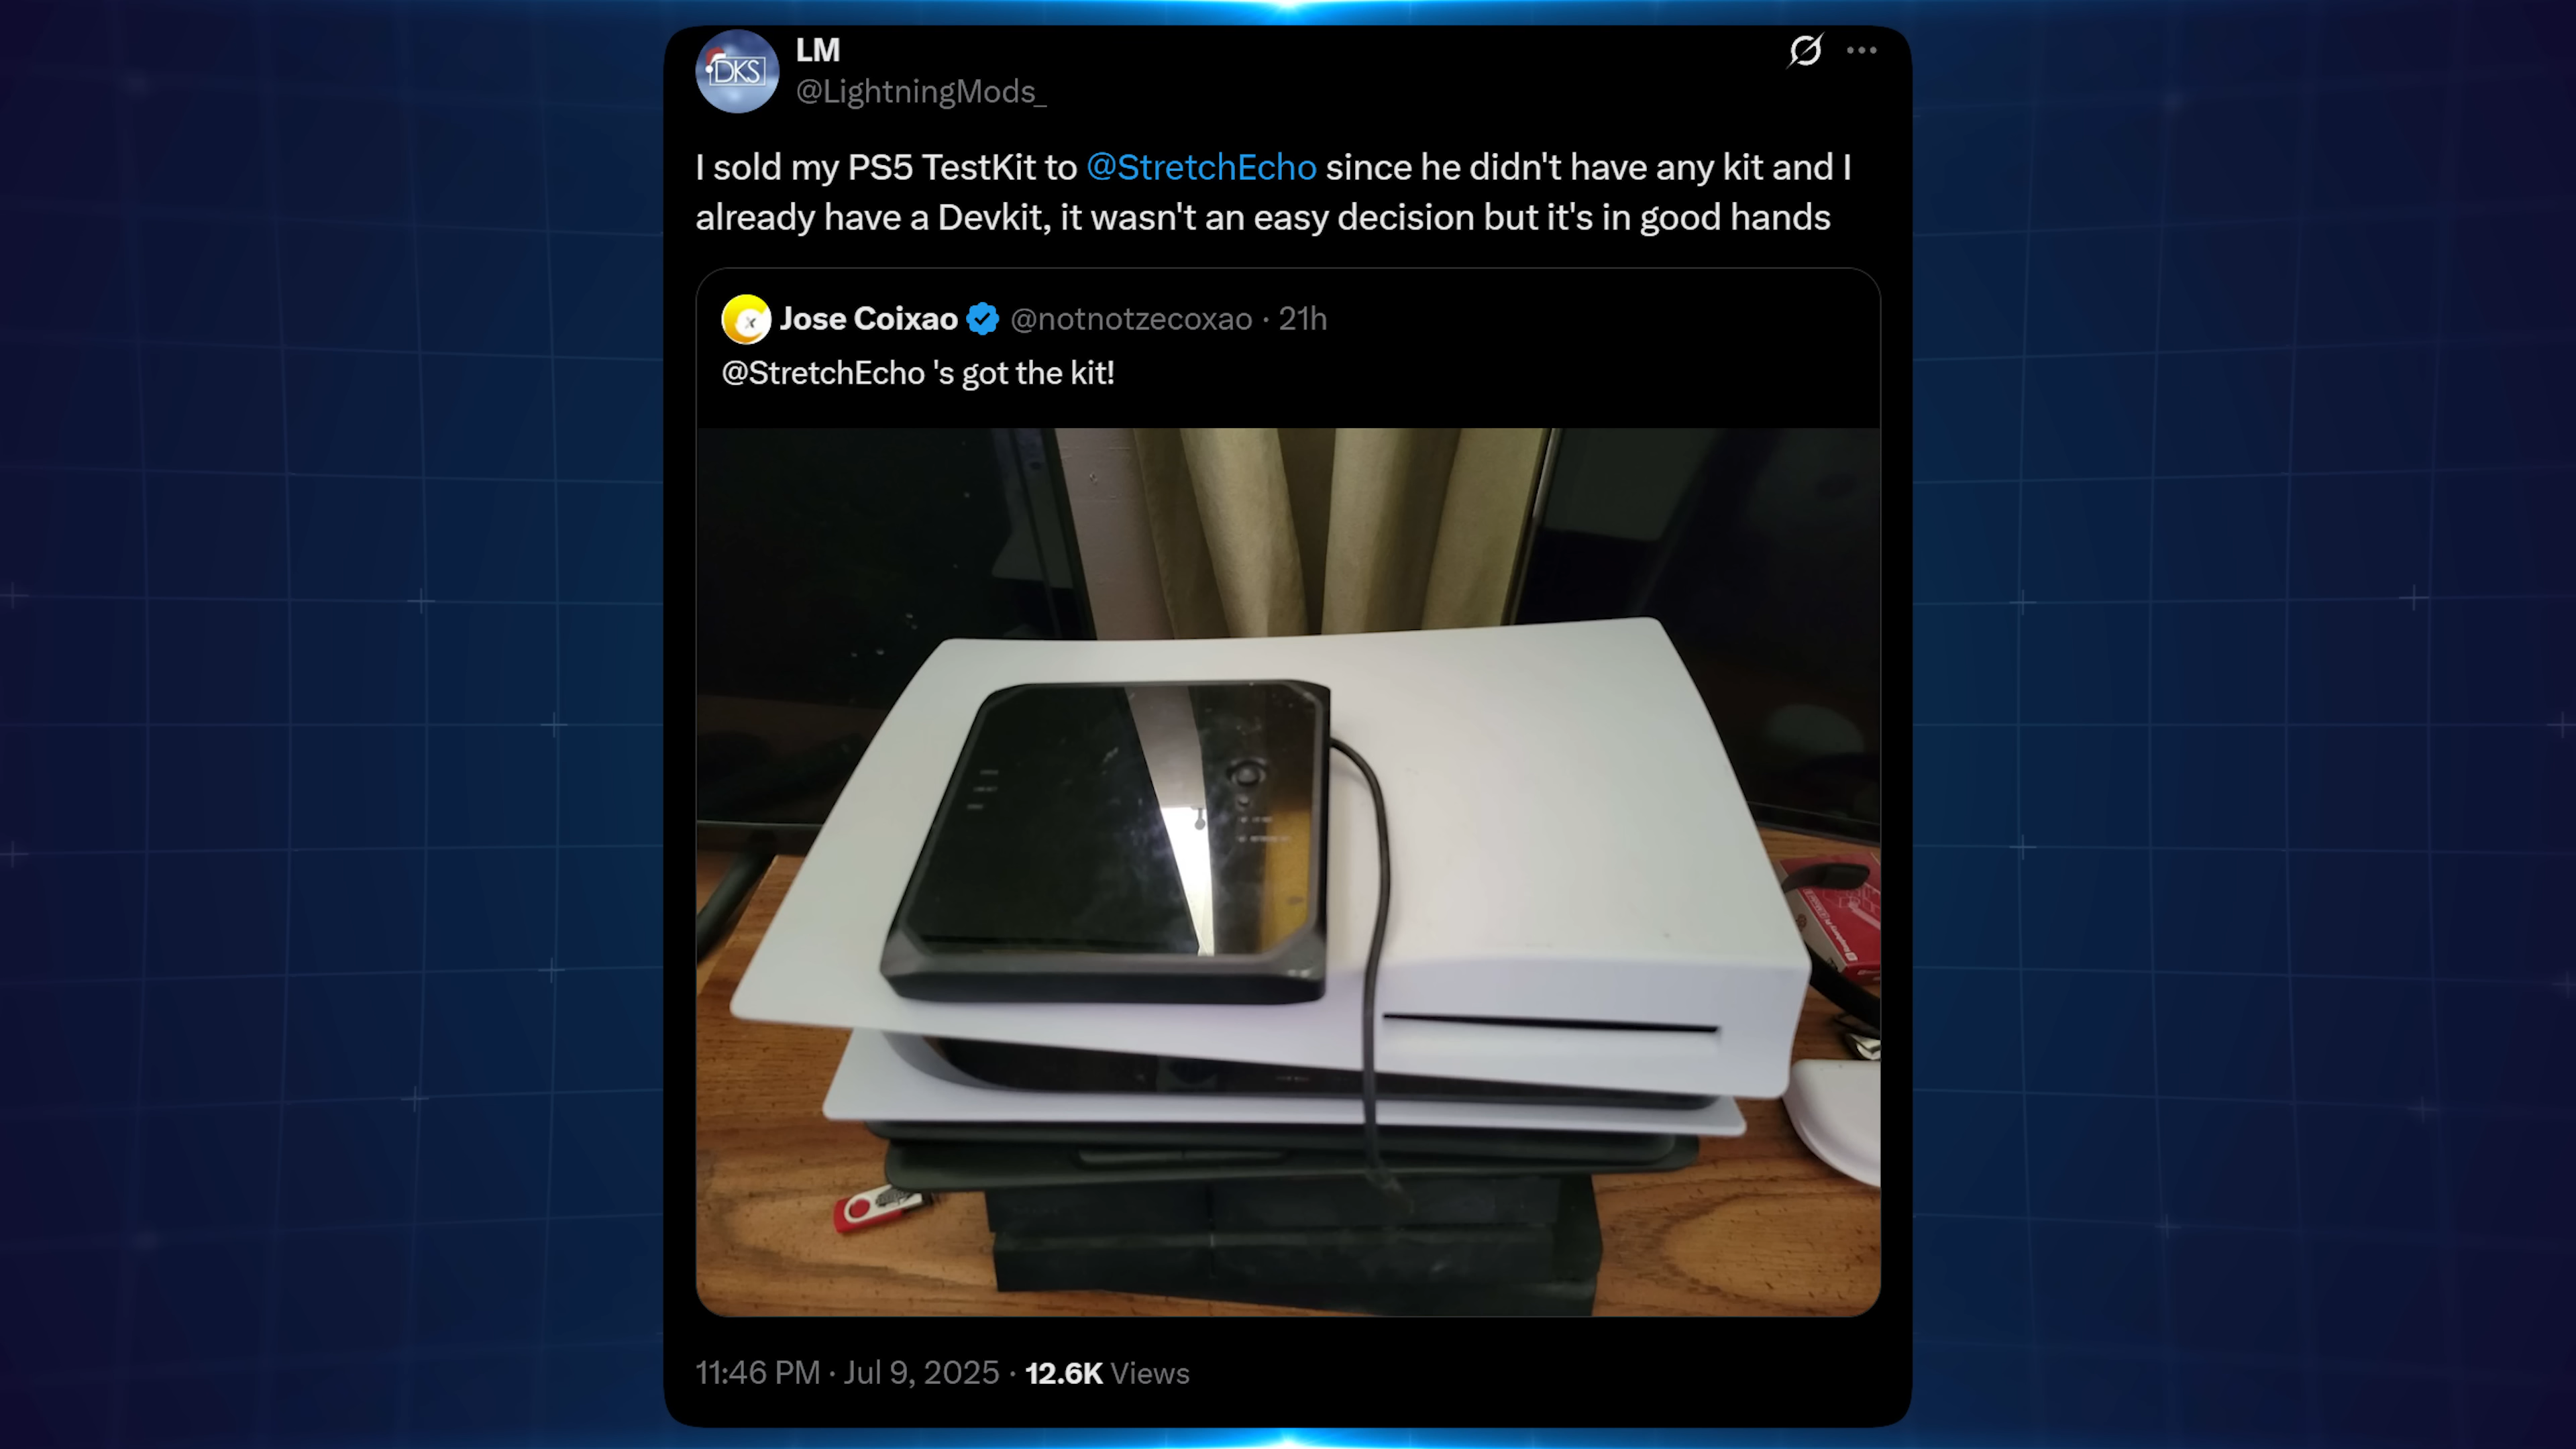 DKS
LM
@LightningMods_
I sold my PS5 TestKit to @StretchEcho since he didn't have any kit and I
already have a Devkit, it wasn't an easy decision but it's in good hands
Jose Coixao @notnotzecoxao · 21h
@StretchEcho 's got the kit!
11:46 PM · Jul 9, 2025 · 12.6K Views